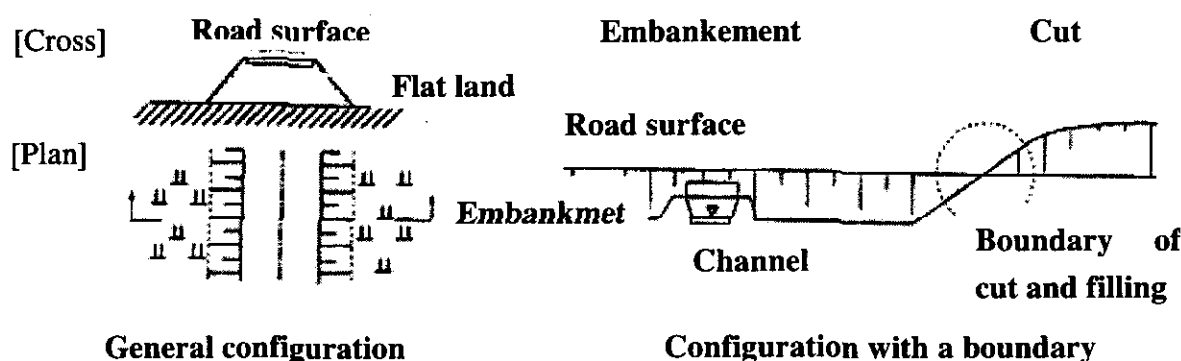 [Cross]
Road surface
Flat land
[Plan]
General configuration
Embankement
Cut
Road surface
Embankmet
Channel
Boundary of
cut and filling
Configuration with a boundary